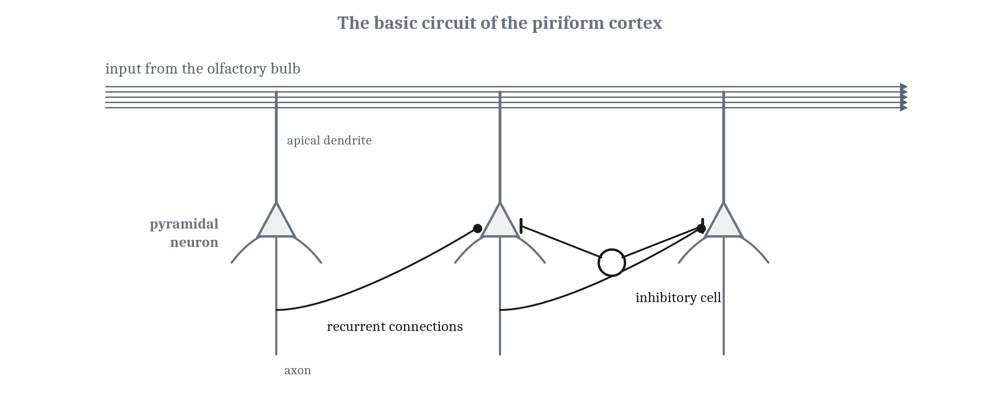 The basic circuit of the piriform cortex
input from the olfactory bulb
apical dendrite
pyramidal
neuron
inhibitory cell
recurrent connections
axon